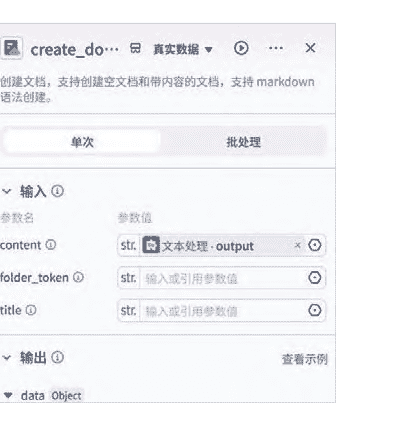 create_do··· 真实数据
创建文档，支持创建空文档和带内容的文档，支持 markdown
语法创建。
单次 批处理
输入
参数名 参数值
content str. 文本处理 - output
folder_token str. 输入或引用参数值
title str. 输入或引用参数值
输出 查看示例
data Object